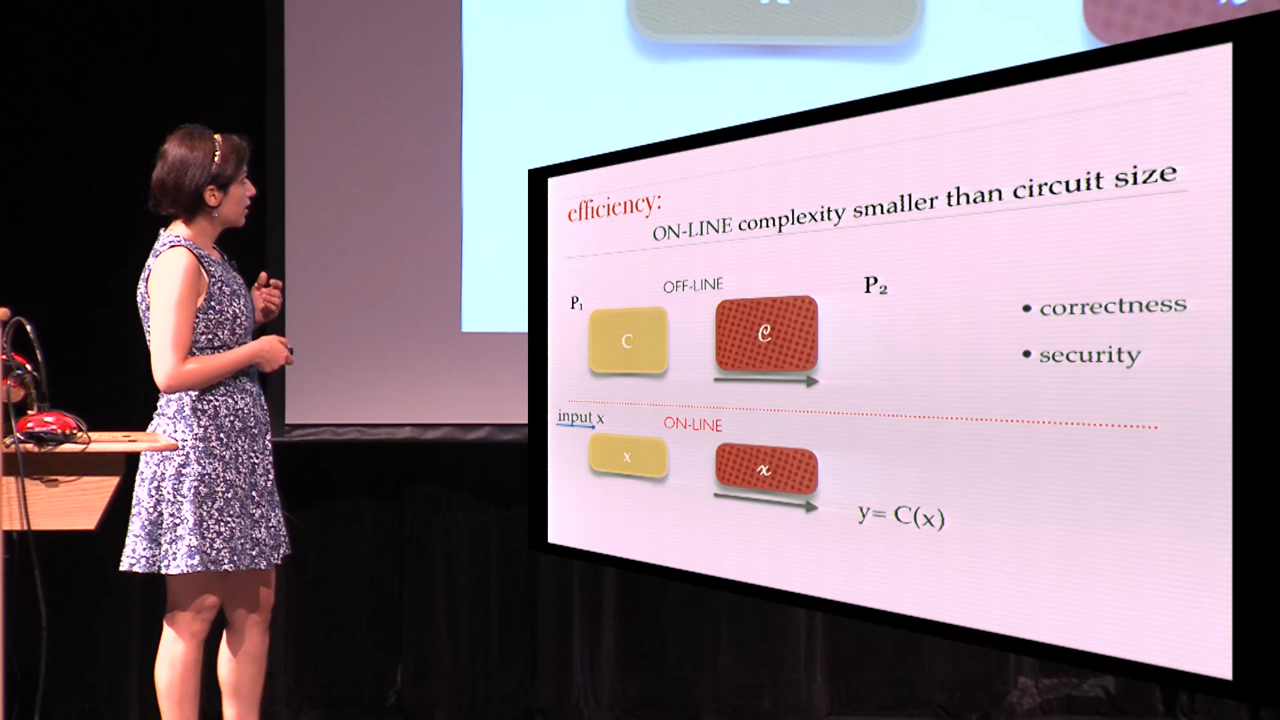 efficiency:
ON-LINE complexity smaller than circuit size
OFF-LINE
P₁
P₂
C
𝒞
• correctness
• security
input x
ON-LINE
x
𝓍
y= C(x)